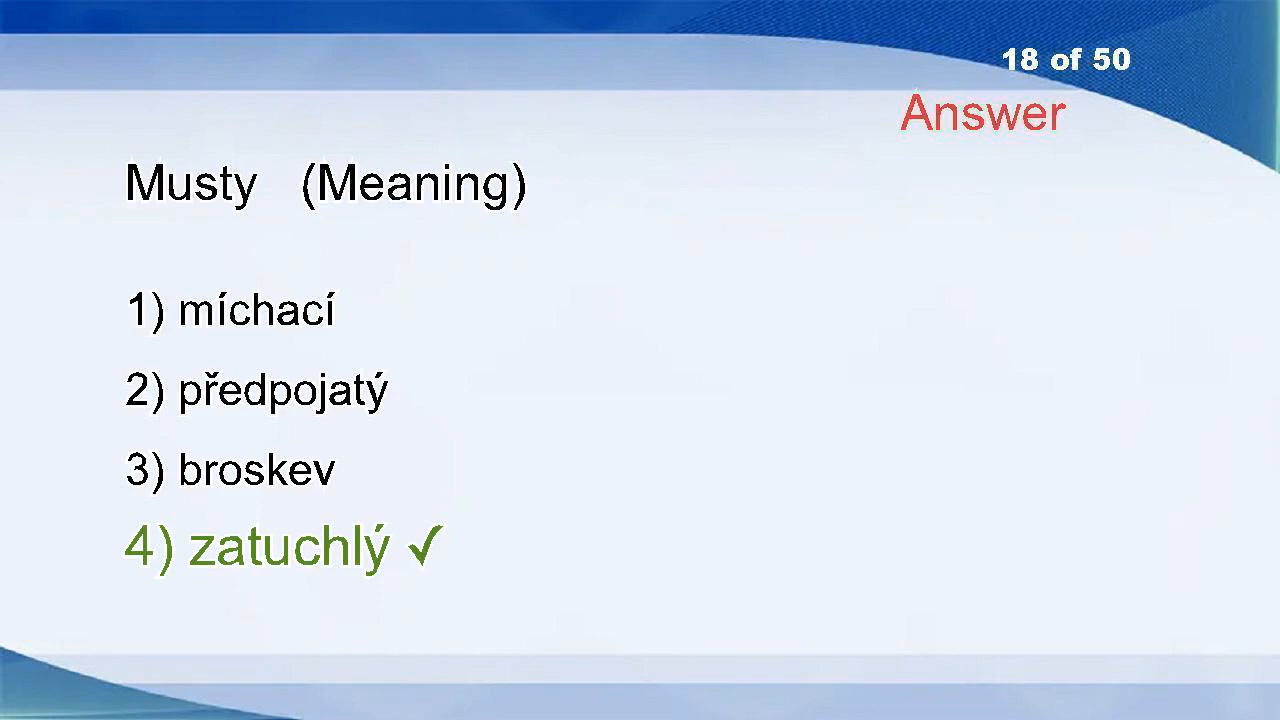 18 of 50
Answer
Musty (Meaning)
1) míchací
2) předpojatý
3) broskev
4) zatuchlý ✓